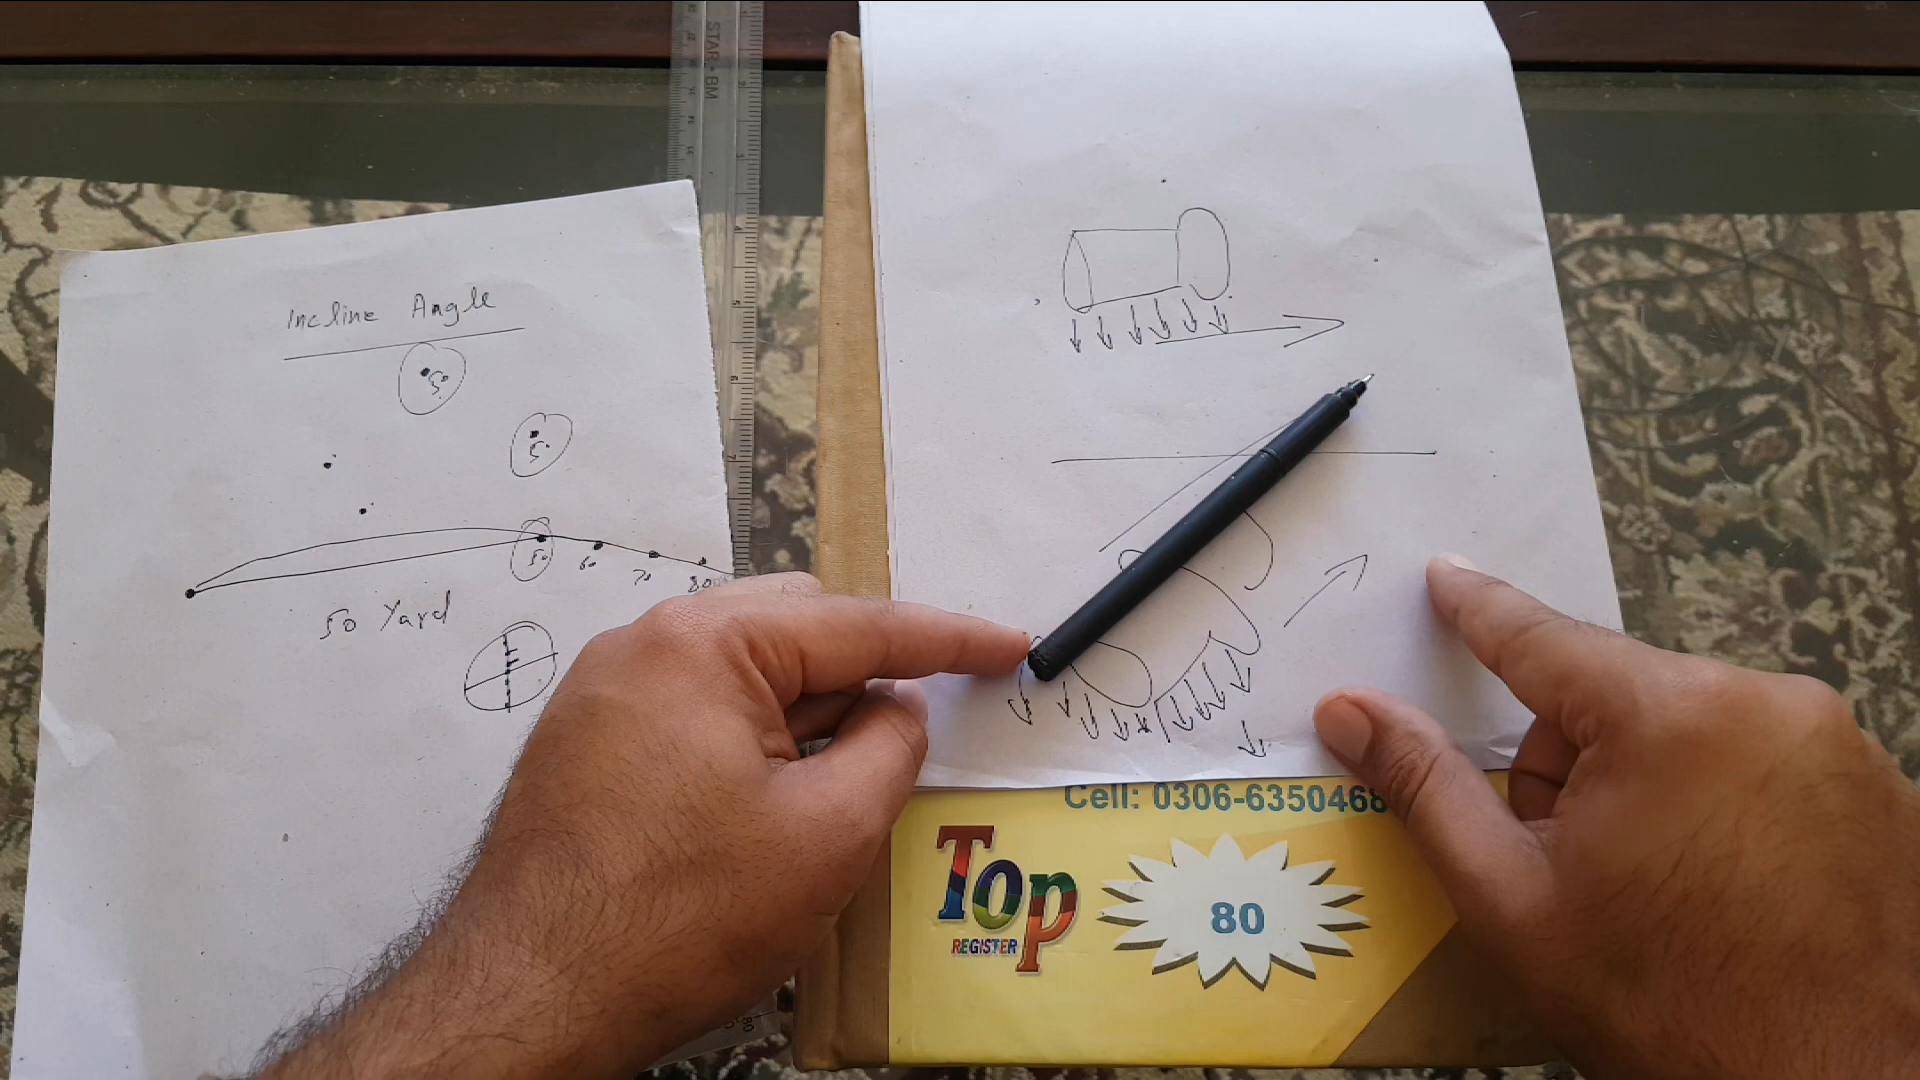 STAR • BM
Incline Angle
50
50
50
60
70
80
50 Yard
Cell: 0306-6350468
Top
REGISTER
80